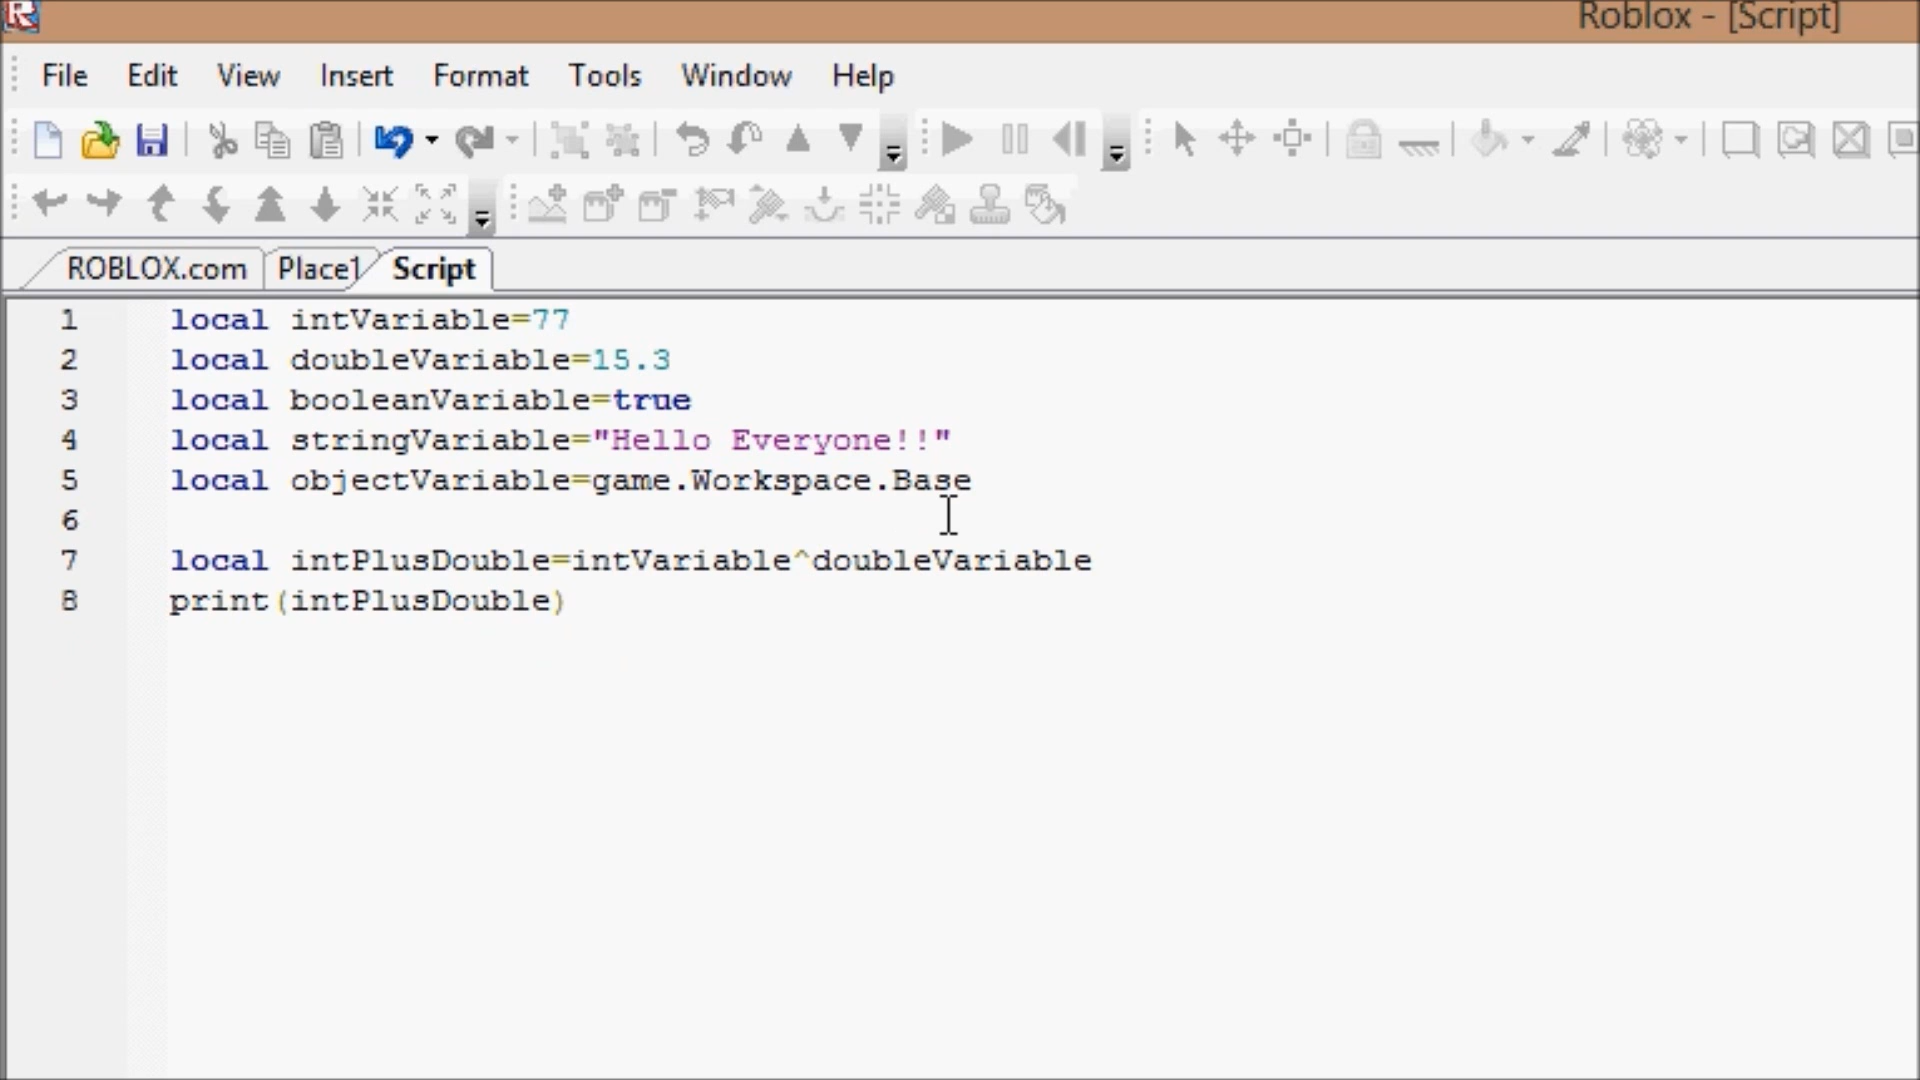 Roblox - [Script]
File Edit View Insert Format Tools Window Help
ROBLOX.com Place1 Script
1 local intVariable=77
2 local doubleVariable=15.3
3 local booleanVariable=true
4 local stringVariable="Hello Everyone!!"
5 local objectVariable=game.Workspace.Base
6
7 local intPlusDouble=intVariable^doubleVariable
8 print(intPlusDouble)